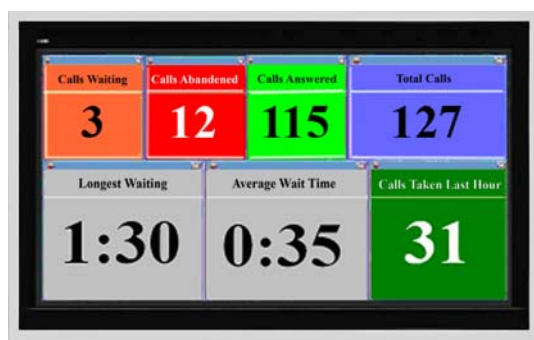 Calls Waiting
Calls Abandened
Calls Answered
Total Calls
3
12
115
127
Longest Waiting
Average Wait Time
Calls Taken Last Hour
1:30
0:35
31